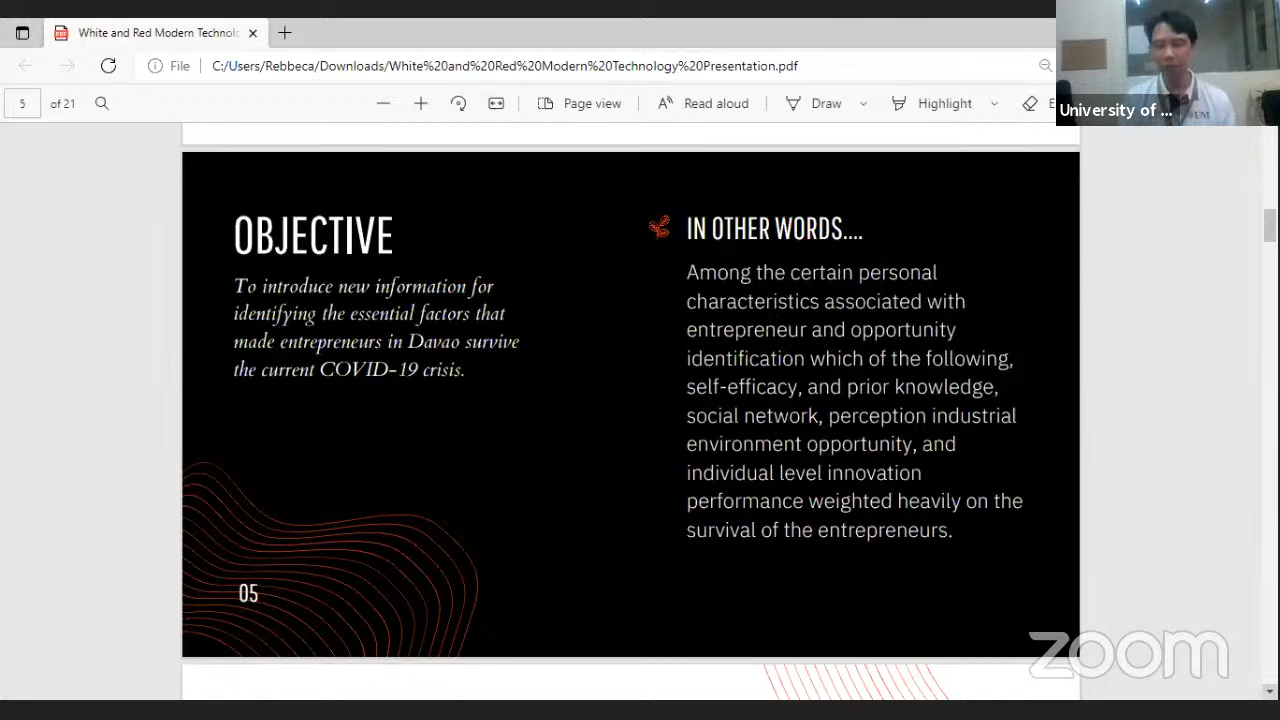 White and Red Modern Technolo
File
C:/Users/Rebbeca/Downloads/White%20and%20Red%20Modern%20Technology%20Presentation.pdf
5 of 21
Page view
Read aloud
Draw
Highlight
E
University of ...
UM
OBJECTIVE
To introduce new information for
identifying the essential factors that
made entrepreneurs in Davao survive
the current COVID-19 crisis.
05
IN OTHER WORDS....
Among the certain personal
characteristics associated with
entrepreneur and opportunity
identification which of the following,
self-efficacy, and prior knowledge,
social network, perception industrial
environment opportunity, and
individual level innovation
performance weighted heavily on the
survival of the entrepreneurs.
zoom